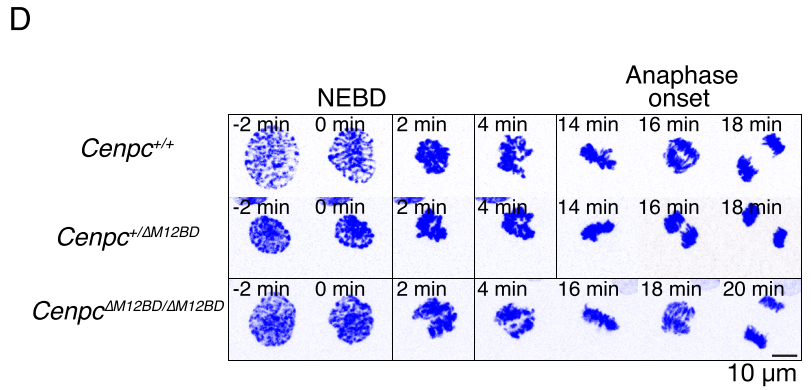 D
NEBD
Anaphase
onset
Cenpc+/+
-2 min 0 min 2 min 4 min 14 min 16 min 18 min
Cenpc+/ΔM12BD
-2 min 0 min 2 min 4 min 14 min 16 min 18 min
CenpcΔM12BD/ΔM12BD
-2 min 0 min 2 min 4 min 16 min 18 min 20 min
10 µm